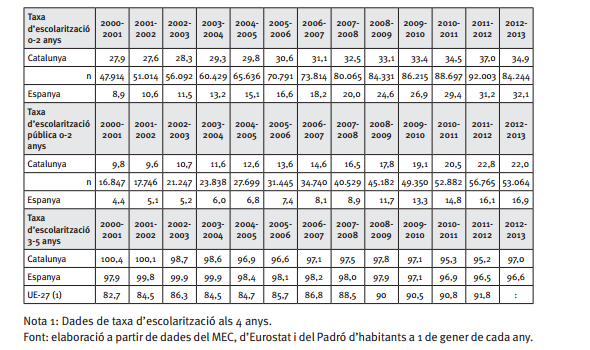 Taxa d'escolarització 0-2 anys 2000-2001 2001-2002 2002-2003 2003-2004 2004-2005 2005-2006 2006-2007 2007-2008 2008-2009 2009-2010 2010-2011 2011-2012 2012-2013
Catalunya 27,9 27,6 28,3 29,3 29,8 30,6 31,1 32,5 33,1 33,4 34,5 37,0 34,9
n 47.914 51.014 56.092 60.429 65.636 70.791 73.814 80.065 84.331 86.215 88.697 92.003 84.244
Espanya 8,9 10,6 11,5 13,2 15,1 16,6 18,2 20,0 24,6 26,9 29,4 31,2 32,1
Taxa d'escolarització pública 0-2 anys 2000-2001 2001-2002 2002-2003 2003-2004 2004-2005 2005-2006 2006-2007 2007-2008 2008-2009 2009-2010 2010-2011 2011-2012 2012-2013
Catalunya 9,8 9,6 10,7 11,6 12,6 13,6 14,6 16,5 17,8 19,1 20,5 22,8 22,0
n 16.847 17.746 21.247 23.838 27.699 31.445 34.740 40.529 45.182 49.350 52.882 56.765 53.064
Espanya 4,4 5,1 5,2 6,0 6,8 7,4 8,1 8,9 11,7 13,3 14,8 16,1 16,9
Taxa d'escolarització 3-5 anys 2000-2001 2001-2002 2002-2003 2003-2004 2004-2005 2005-2006 2006-2007 2007-2008 2008-2009 2009-2010 2010-2011 2011-2012 2012-2013
Catalunya 100,4 100,1 98,7 98,6 96,9 96,6 97,1 97,5 97,8 97,1 95,3 95,2 97,0
Espanya 97,9 99,8 99,9 99,9 98,4 98,1 98,2 98,0 97,9 97,1 96,9 96,5 96,6
UE-27 (1) 82,7 84,5 86,3 84,5 84,7 85,7 86,8 88,5 90 90,5 90,8 91,8 :
Nota 1: Dades de taxa d'escolarització als 4 anys.
Font: elaboració a partir de dades del MEC, d'Eurostat i del Padró d'habitants a 1 de gener de cada any.